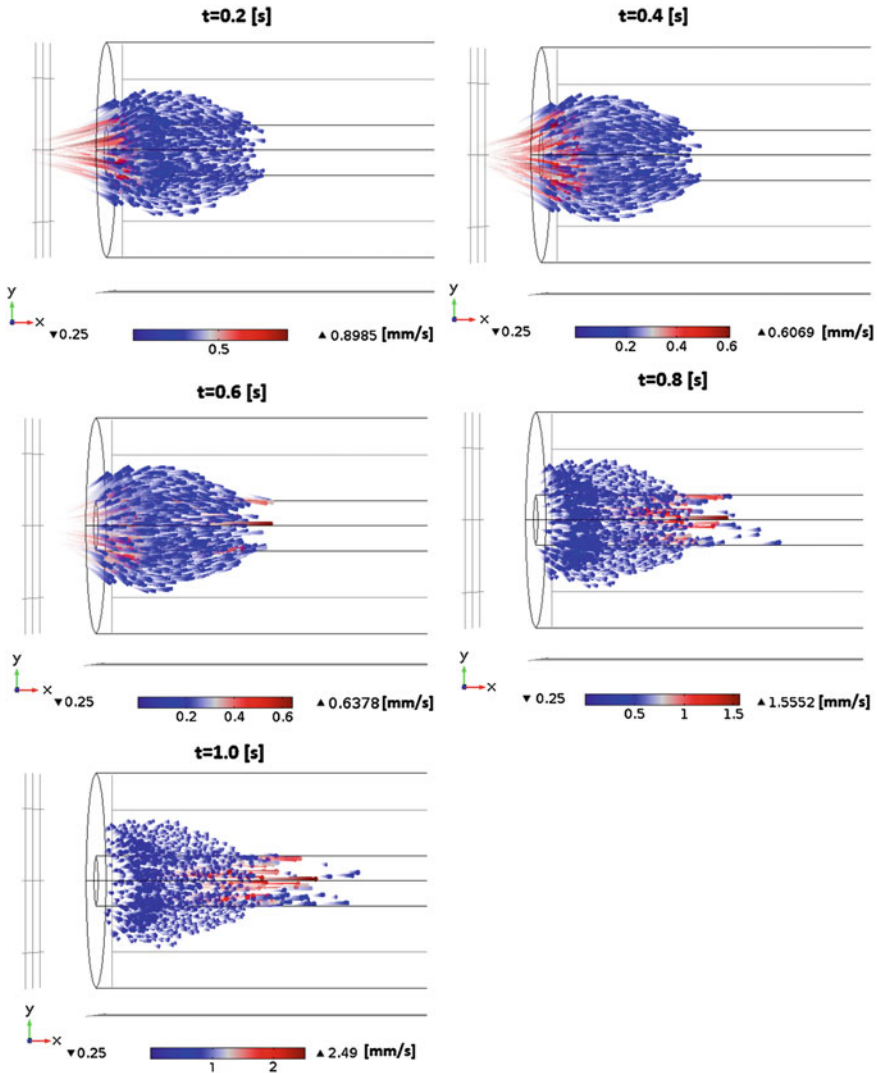 t=0.2 [s]
y
x
▼0.25
0.5
▲0.8985 [mm/s]
t=0.4 [s]
y
x
▼0.25
0.2 0.4 0.6
▲0.6069 [mm/s]
t=0.6 [s]
y
x
▼0.25
0.2 0.4 0.6
▲0.6378 [mm/s]
t=0.8 [s]
y
x
▼0.25
0.5 1 1.5
▲1.5552 [mm/s]
t=1.0 [s]
y
x
▼0.25
1 2
▲2.49 [mm/s]